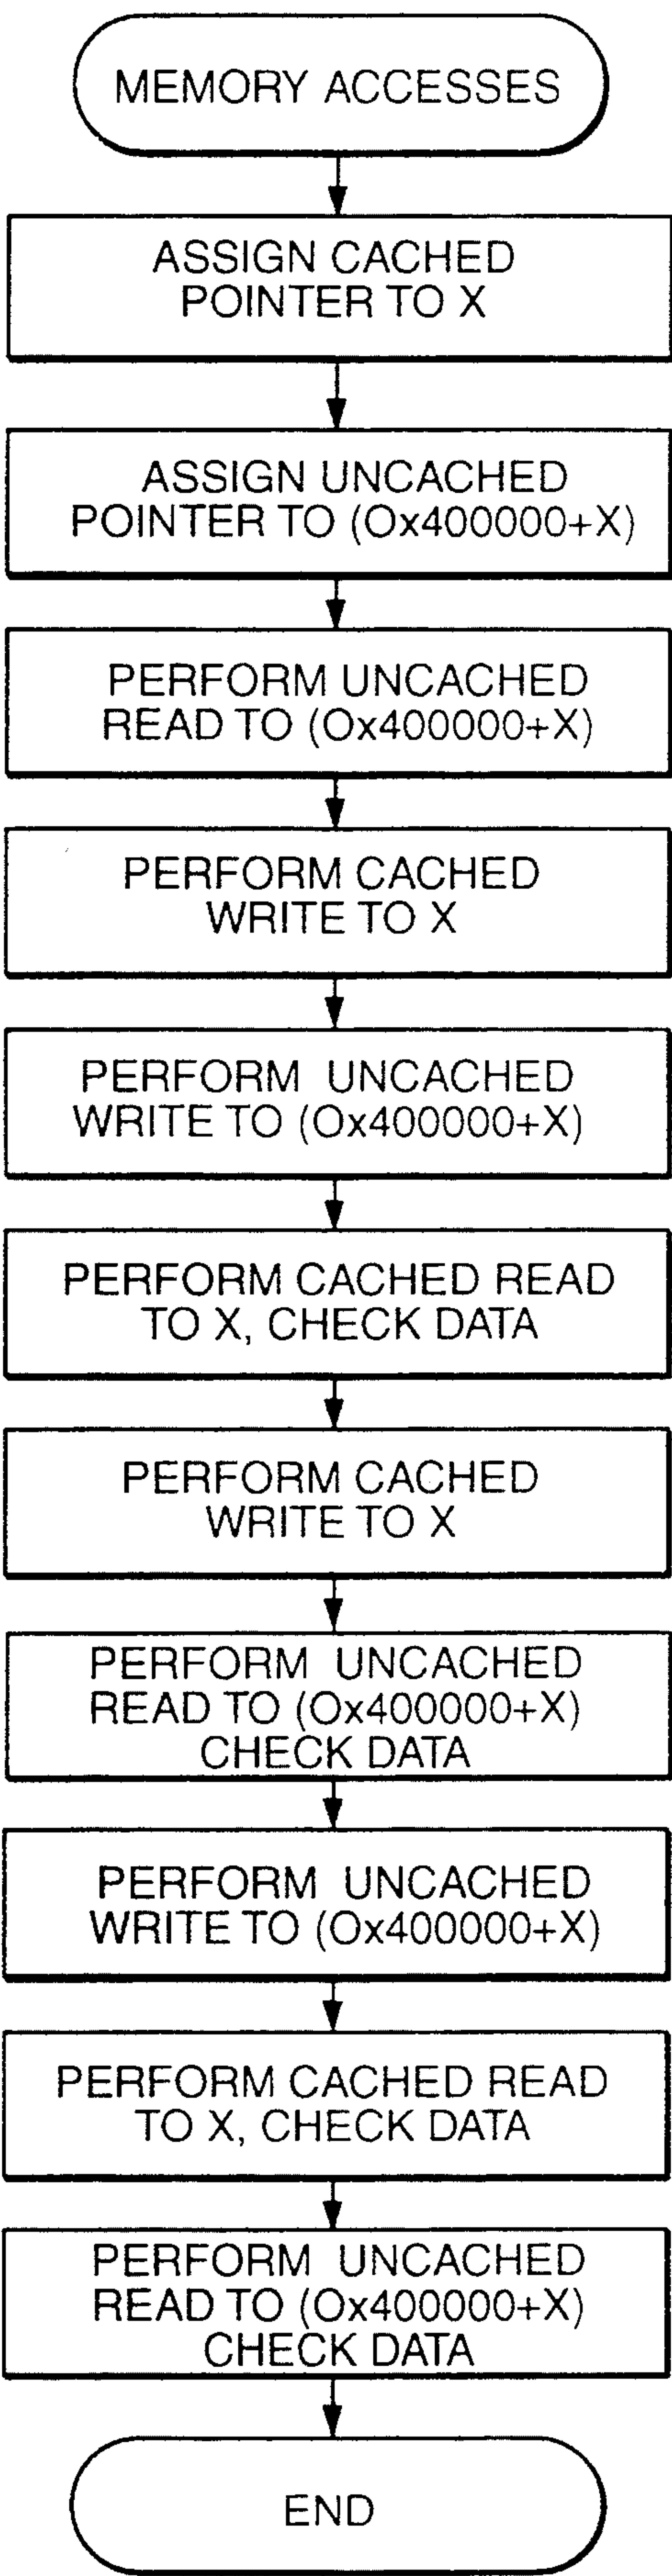 MEMORY ACCESSES
ASSIGN CACHED
POINTER TO X
ASSIGN UNCACHED
POINTER TO (Ox400000+X)
PERFORM UNCACHED
READ TO (Ox400000+X)
PERFORM CACHED
WRITE TO X
PERFORM UNCACHED
WRITE TO (Ox400000+X)
PERFORM CACHED READ
TO X, CHECK DATA
PERFORM CACHED
WRITE TO X
PERFORM UNCACHED
READ TO (Ox400000+X)
CHECK DATA
PERFORM UNCACHED
WRITE TO (Ox400000+X)
PERFORM CACHED READ
TO X, CHECK DATA
PERFORM UNCACHED
READ TO (Ox400000+X)
CHECK DATA
END